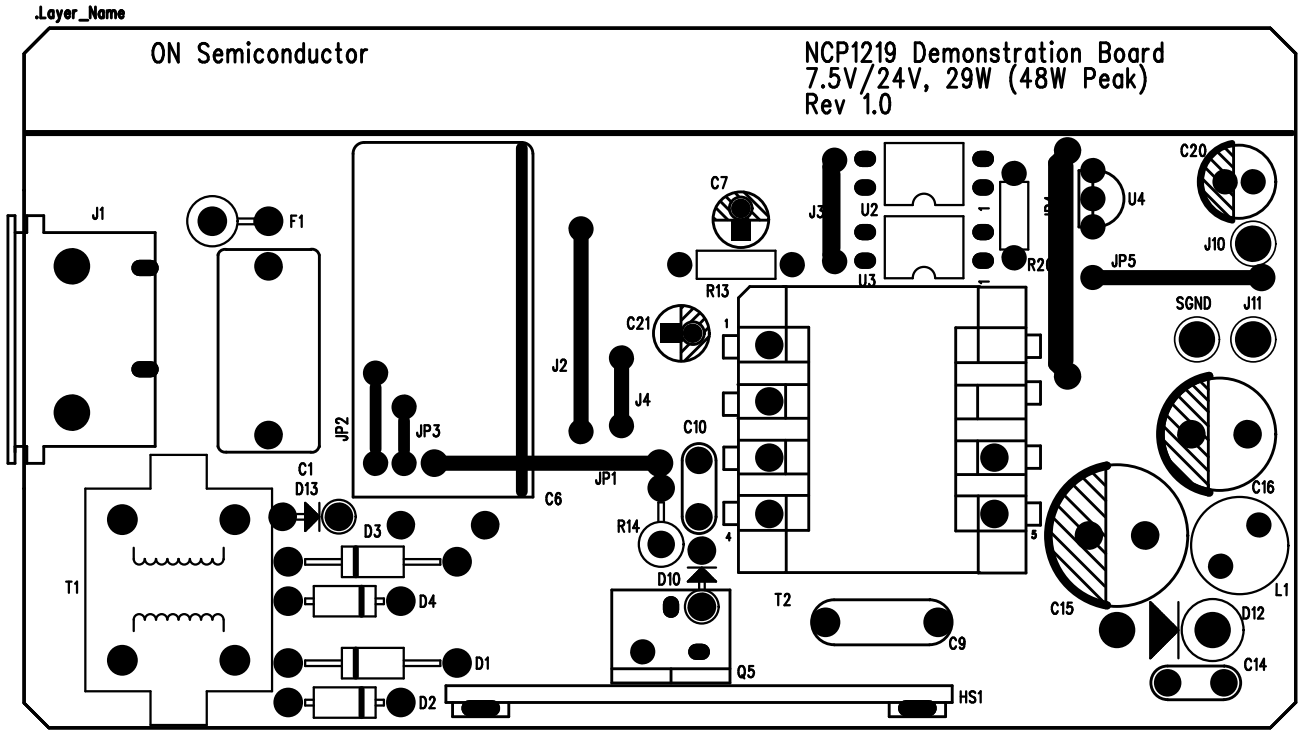 .Layer_Name
ON Semiconductor
NCP1219 Demonstration Board
7.5V/24V, 29W (48W Peak)
Rev 1.0
C20
C7
J1
F1
J3
U2
1
U4
J10
JP5
R13
U3
1
SGND
J11
C21
1
J2
J4
JP2
JP3
C10
C1
D13
JP1
C6
C16
R14
D3
4
5
D10
T1
D4
T2
C15
L1
D12
C9
D1
Q5
C14
D2
HS1